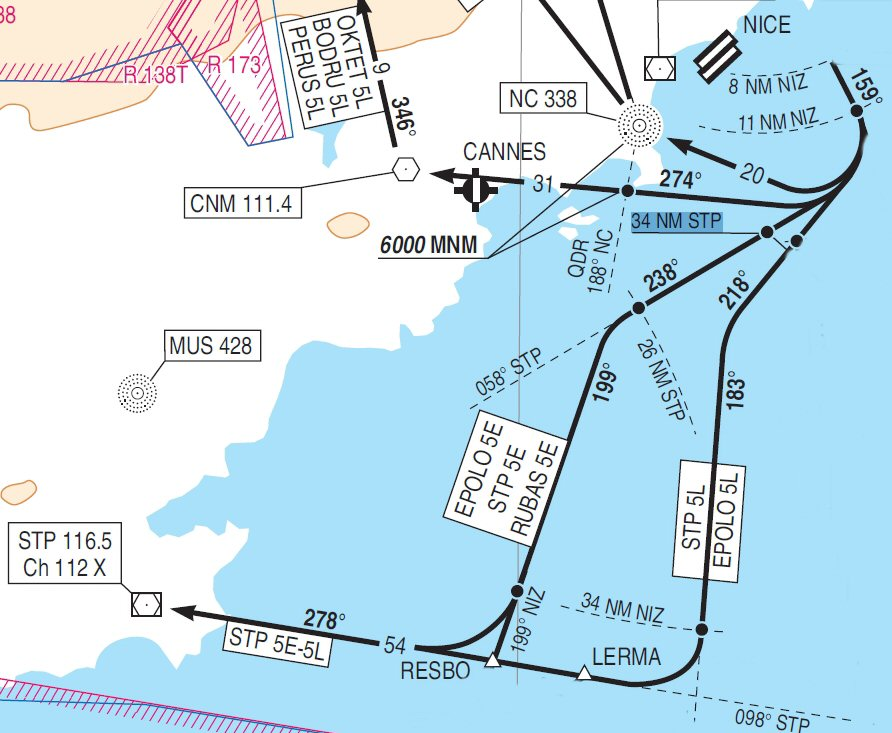 38
R 138T
R 173
OKTET 5L
BODRU 5L
PERUS 5L
9
346°
NICE
8 NM NIZ
11 NM NIZ
159°
NC 338
CANNES
31
274°
20
CNM 111.4
34 NM STP
6000 MNM
QDR
188° NC
238°
218°
MUS 428
058° STP
26 NM STP
199°
183°
EPOLO 5E
STP 5E
RUBAS 5E
STP 5L
EPOLO 5L
STP 116.5
Ch 112 X
278°
STP 5E-5L
54
199° NIZ
34 NM NIZ
RESBO
LERMA
098° STP